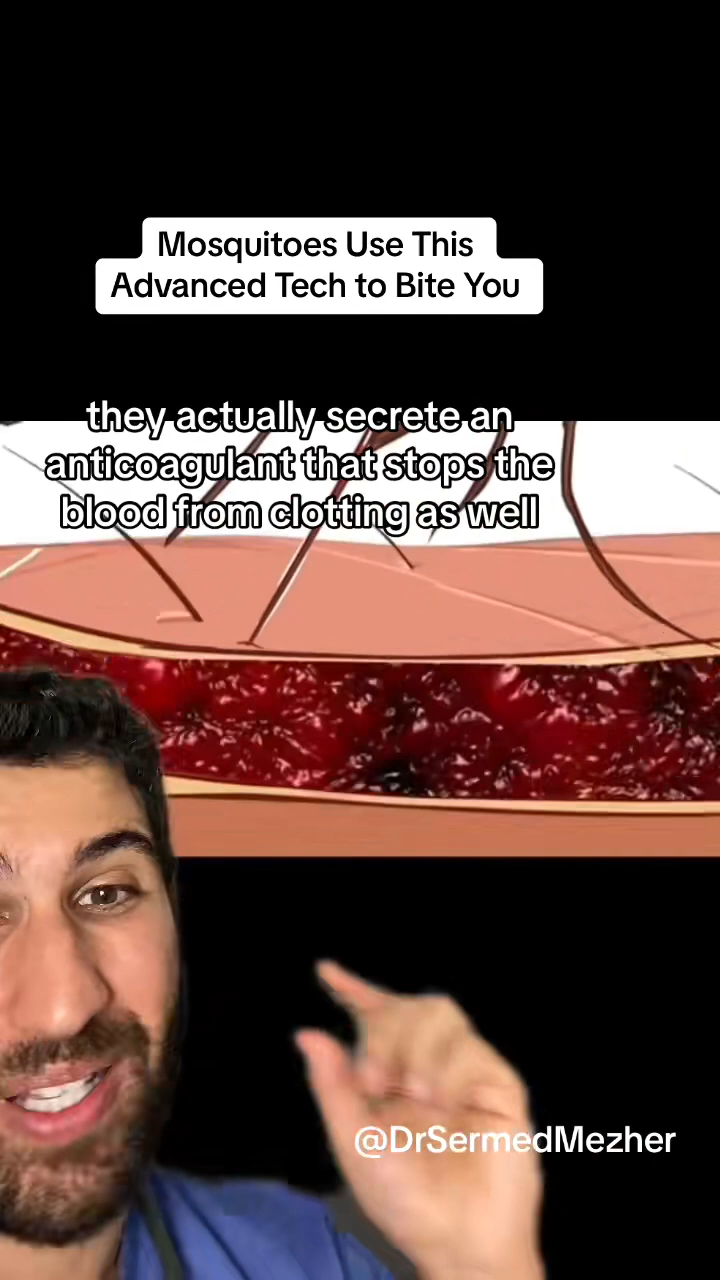 Mosquitoes Use This
Advanced Tech to Bite You
they actually secrete an
anticoagulant that stops the
blood from clotting as well
@DrSermedMezher